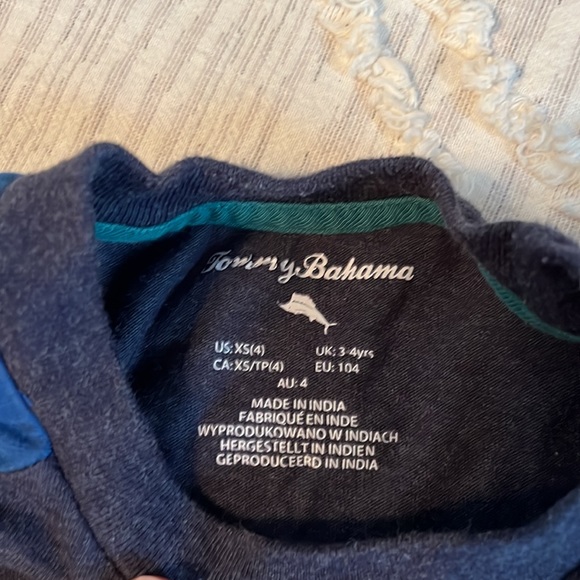 Tommy Bahama
US: XS(4) UK: 3-4yrs
CA: XS/TP(4) EU: 104
AU: 4
MADE IN INDIA
FABRIQUÉ EN INDE
WYPRODUKOWANO W INDIACH
HERGESTELLT IN INDIEN
GEPRODUCEERD IN INDIA